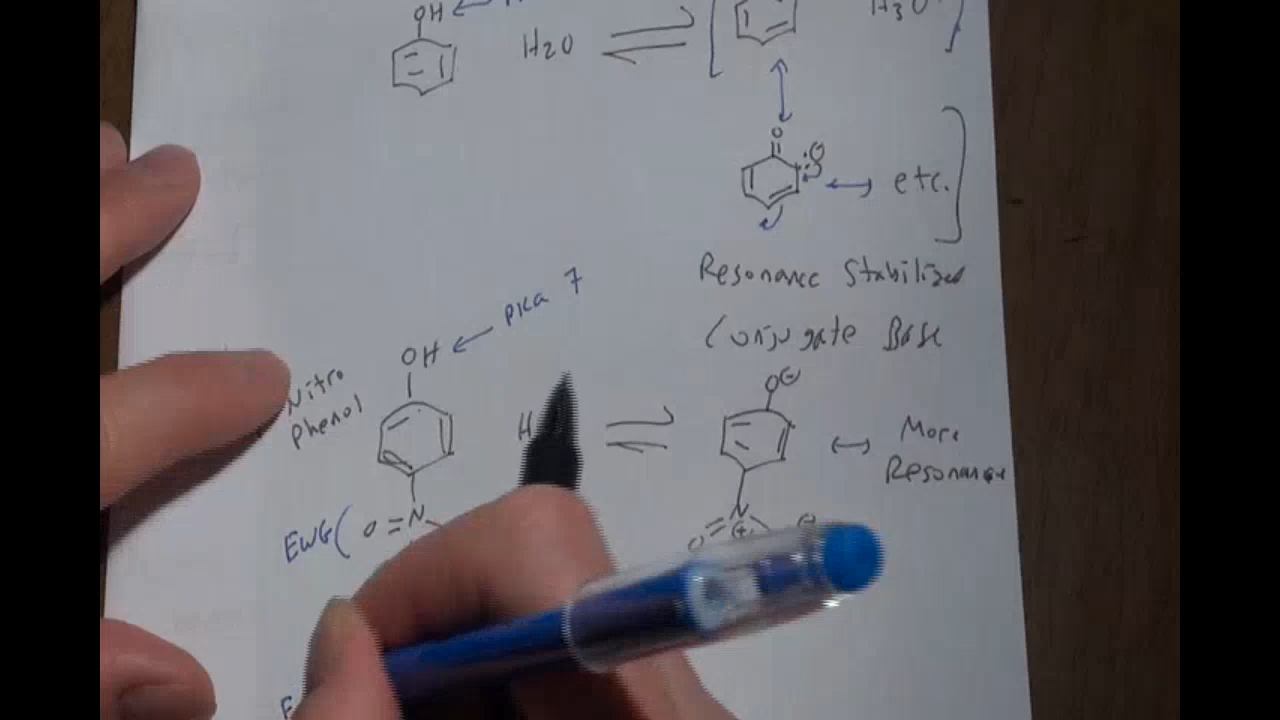 OH
H2O
H3O
O
etc.
Resonance Stabilized
Conjugate Base
pka 7
OH
Nitro
Phenol
H
O⊖
More
Resonance
EWG( O=N
N
O
(+)